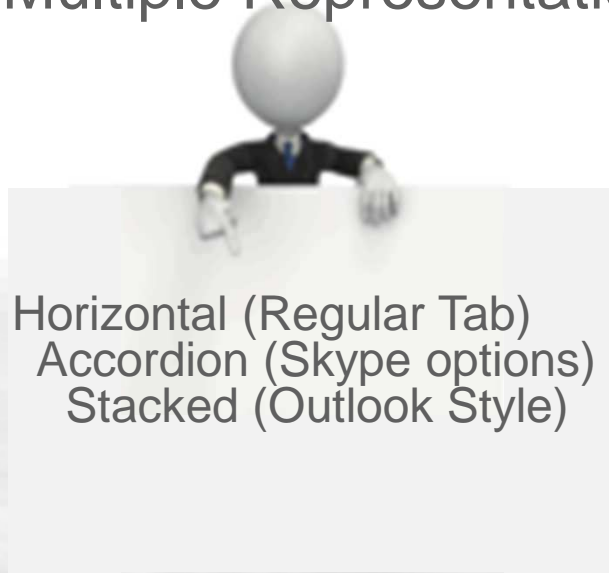 Multiple
Horizontal (Regular Tab)
Accordion (Skype options)
Stacked (Outlook Style)